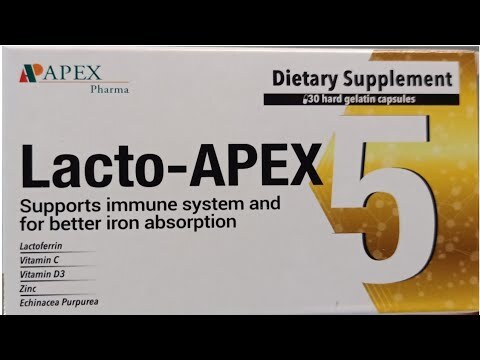 APEX
Pharma
Dietary Supplement
30 hard gelatin capsules
Lacto-APEX 5
Supports immune system and
for better iron absorption
Lactoferrin
Vitamin C
Vitamin D3
Zinc
Echinacea Purpurea